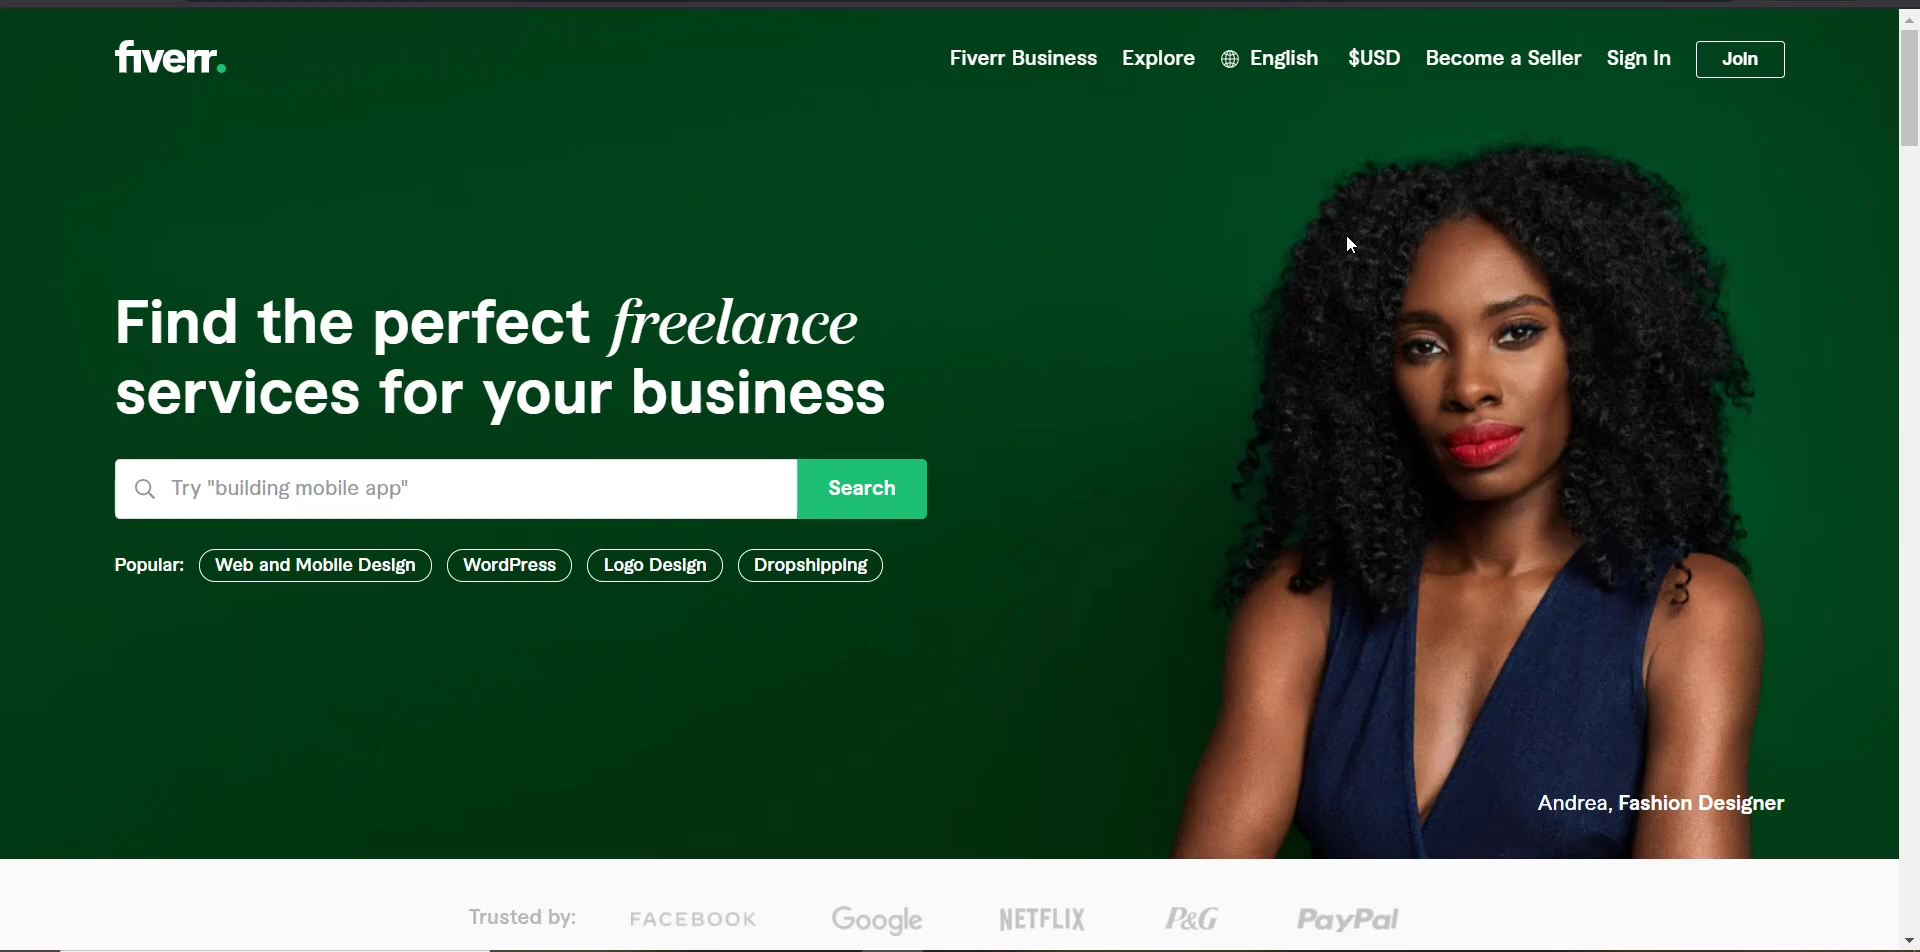 fiverr.
Fiverr Business Explore English $USD Become a Seller Sign In Join
Find the perfect freelance
services for your business
Try "building mobile app" Search
Popular: Web and Mobile Design WordPress Logo Design Dropshipping
Andrea, Fashion Designer
Trusted by: FACEBOOK Google NETFLIX P&G PayPal